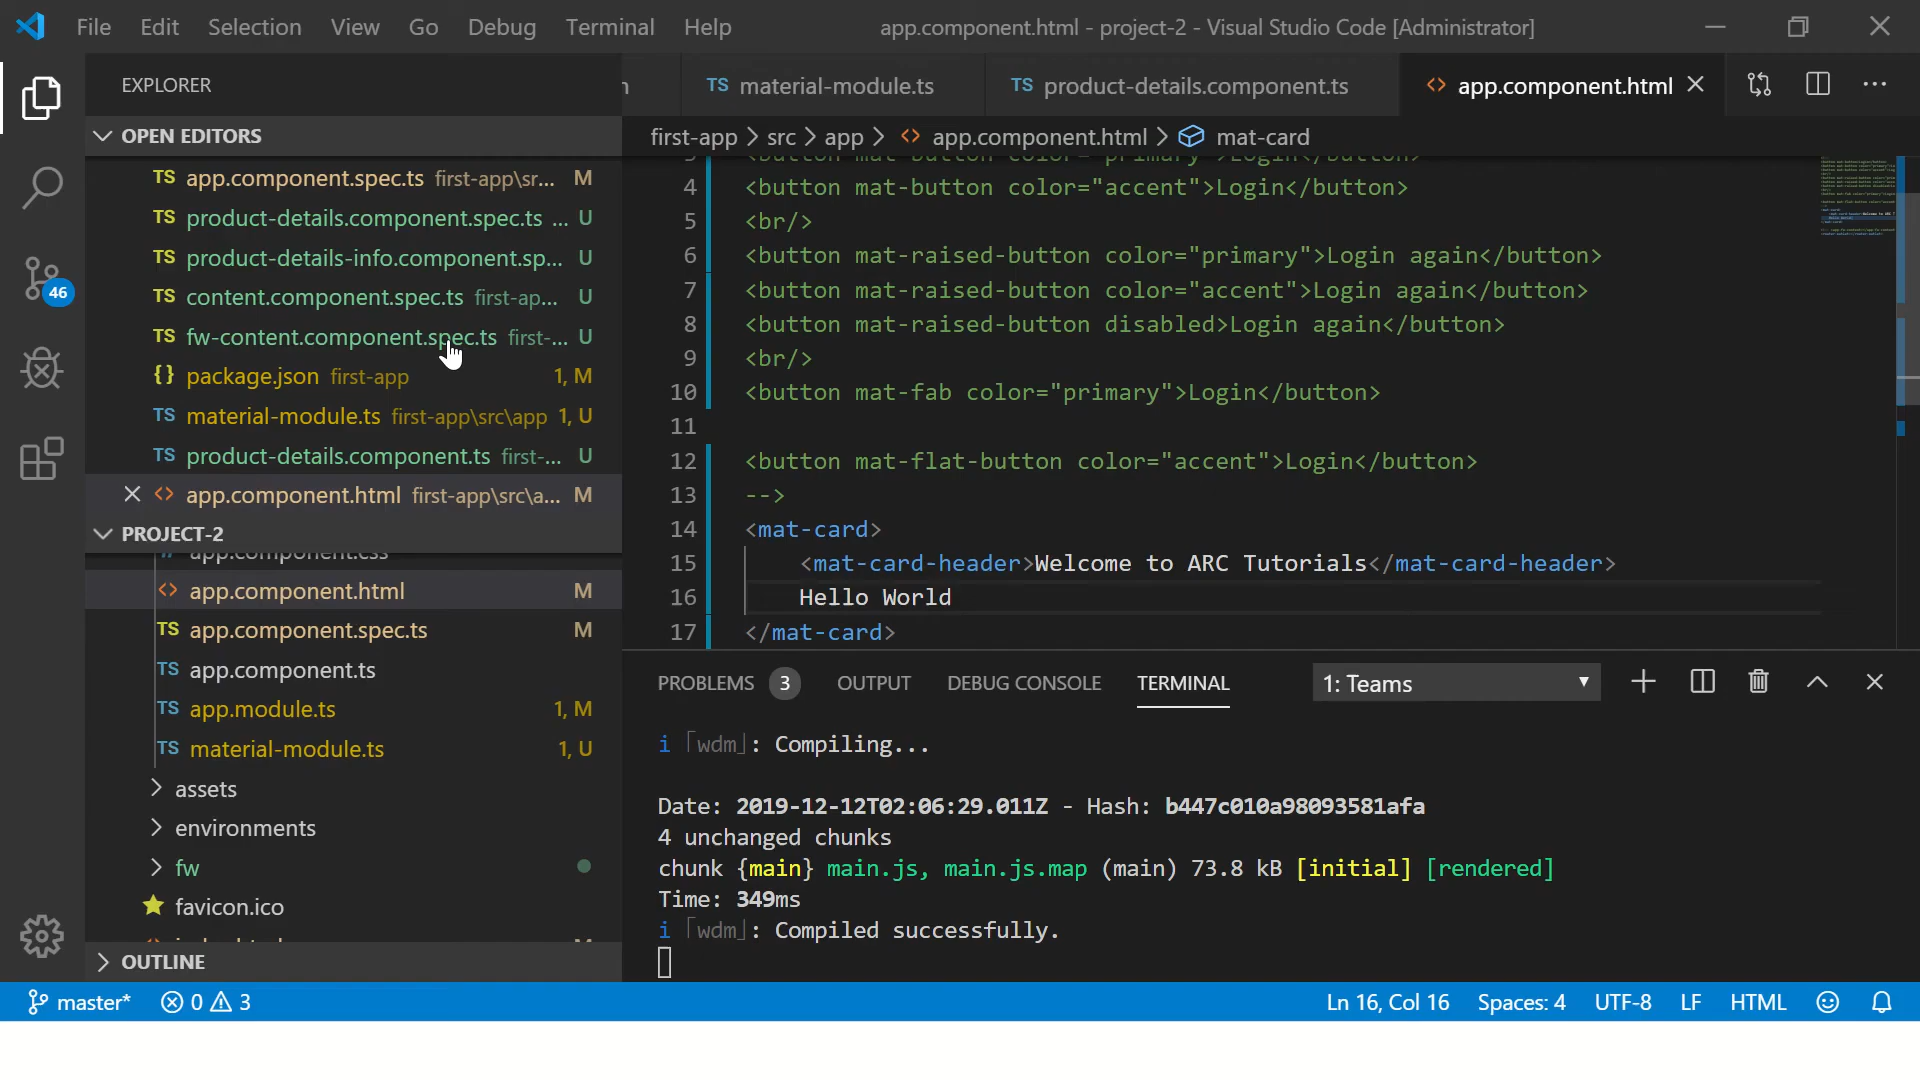 File Edit Selection View Go Debug Terminal Help
app.component.html - project-2 - Visual Studio Code [Administrator]
EXPLORER
OPEN EDITORS
TS app.component.spec.ts first-app\sr... M
TS product-details.component.spec.ts ... U
TS product-details-info.component.sp... U
TS content.component.spec.ts first-ap... U
TS fw-content.component.spec.ts first-... U
{} package.json first-app 1, M
TS material-module.ts first-app\src\app 1, U
TS product-details.component.ts first-... U
<> app.component.html first-app\src\a... M
PROJECT-2
app.component.css
<> app.component.html M
TS app.component.spec.ts M
TS app.component.ts
TS app.module.ts 1, M
TS material-module.ts 1, U
assets
environments
fw
favicon.ico
OUTLINE
46
TS material-module.ts
TS product-details.component.ts
<> app.component.html
first-app > src > app > <> app.component.html > mat-card
<button mat-button color="primary">Login</button>
4 <button mat-button color="accent">Login</button>
5 <br/>
6 <button mat-raised-button color="primary">Login again</button>
7 <button mat-raised-button color="accent">Login again</button>
8 <button mat-raised-button disabled>Login again</button>
9 <br/>
10 <button mat-fab color="primary">Login</button>
11
12 <button mat-flat-button color="accent">Login</button>
13 -->
14 <mat-card>
15 <mat-card-header>Welcome to ARC Tutorials</mat-card-header>
16 Hello World
17 </mat-card>
PROBLEMS 3 OUTPUT DEBUG CONSOLE TERMINAL 1: Teams
i ｢wdm｣: Compiling...
Date: 2019-12-12T02:06:29.011Z - Hash: b447c010a98093581afa
4 unchanged chunks
chunk {main} main.js, main.js.map (main) 73.8 kB [initial] [rendered]
Time: 349ms
i ｢wdm｣: Compiled successfully.
master* 0 3
Ln 16, Col 16 Spaces: 4 UTF-8 LF HTML